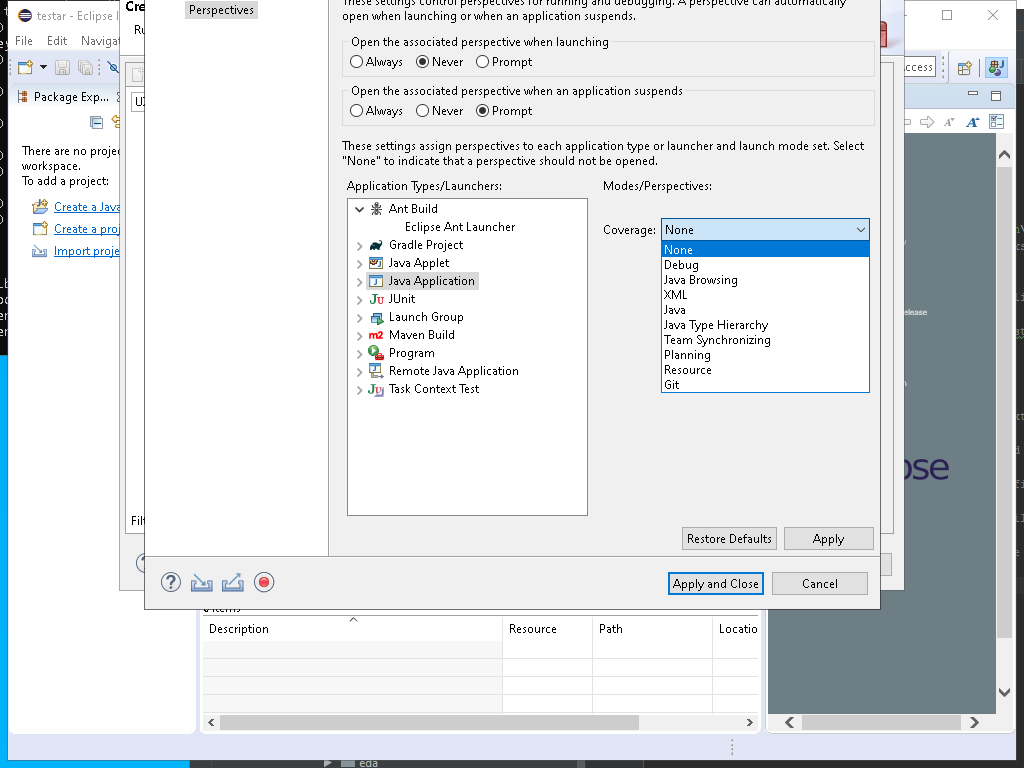 testar - Eclipse I
Cre
Perspectives
These settings control perspectives for running and debugging. A perspective can automatically
open when launching or when an application suspends.
File Edit Navigat
Ru
Open the associated perspective when launching
Always Never Prompt
ccess
Package Exp...
Open the associated perspective when an application suspends
Always Never Prompt
There are no proje
workspace.
To add a project:
These settings assign perspectives to each application type or launcher and launch mode set. Select
"None" to indicate that a perspective should not be opened.
Application Types/Launchers:
Modes/Perspectives:
Create a Java
Create a proj
Import proje
Ant Build
Eclipse Ant Launcher
Gradle Project
Java Applet
Java Application
JUnit
Launch Group
Maven Build
Program
Remote Java Application
Task Context Test
Coverage: None
None
Debug
Java Browsing
XML
Java
Java Type Hierarchy
Team Synchronizing
Planning
Resource
Git
elease
ose
Filt
Restore Defaults Apply
Apply and Close Cancel
Description Resource Path Locatio
eda